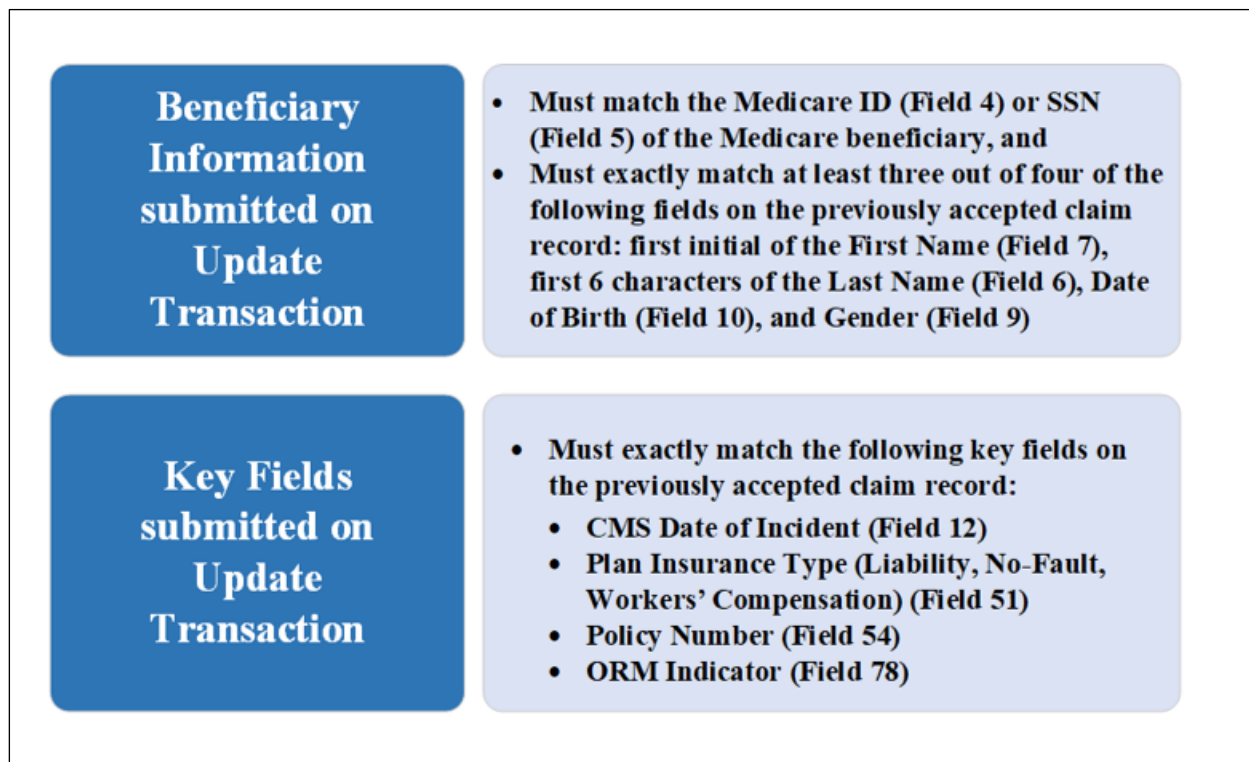 Beneficiary
Information
submitted on
Update
Transaction
• Must match the Medicare ID (Field 4) or SSN
(Field 5) of the Medicare beneficiary, and
• Must exactly match at least three out of four of the
following fields on the previously accepted claim
record: first initial of the First Name (Field 7),
first 6 characters of the Last Name (Field 6), Date
of Birth (Field 10), and Gender (Field 9)
Key Fields
submitted on
Update
Transaction
• Must exactly match the following key fields on
the previously accepted claim record:
• CMS Date of Incident (Field 12)
• Plan Insurance Type (Liability, No-Fault,
Workers’ Compensation) (Field 51)
• Policy Number (Field 54)
• ORM Indicator (Field 78)